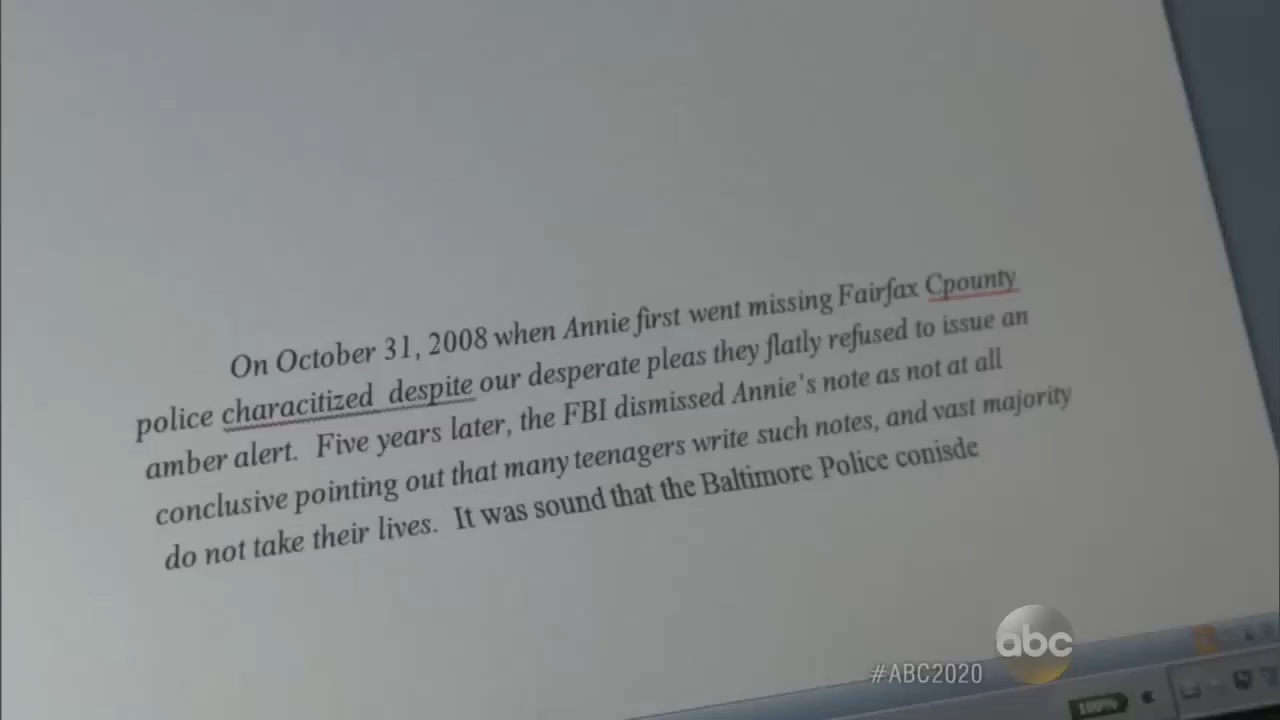 On October 31, 2008 when Annie first went missing Fairfax Cpounty
police characitized  despite our desperate pleas they flatly refused to issue an
amber alert.  Five years later, the FBI dismissed Annie's note as not at all
conclusive pointing out that many teenagers write such notes, and vast majority
do not take their lives.  It was sound that the Baltimore Police conisde
abc
#ABC2020
100%